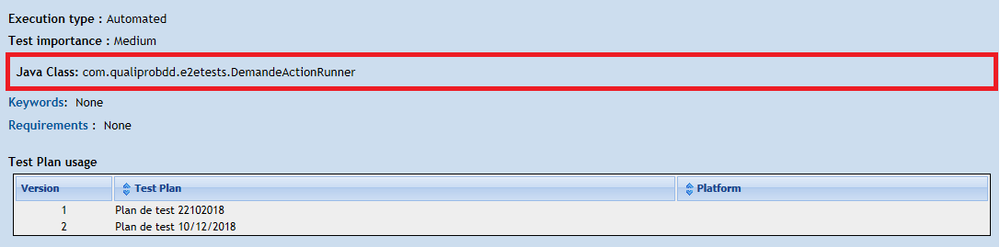 Execution type : Automated
Test importance : Medium
Java Class: com.qualiprobdd.e2etests.DemandeActionRunner
Keywords: None
Requirements : None
Test Plan usage
Version Test Plan Platform
1 Plan de test 22102018
2 Plan de test 10/12/2018